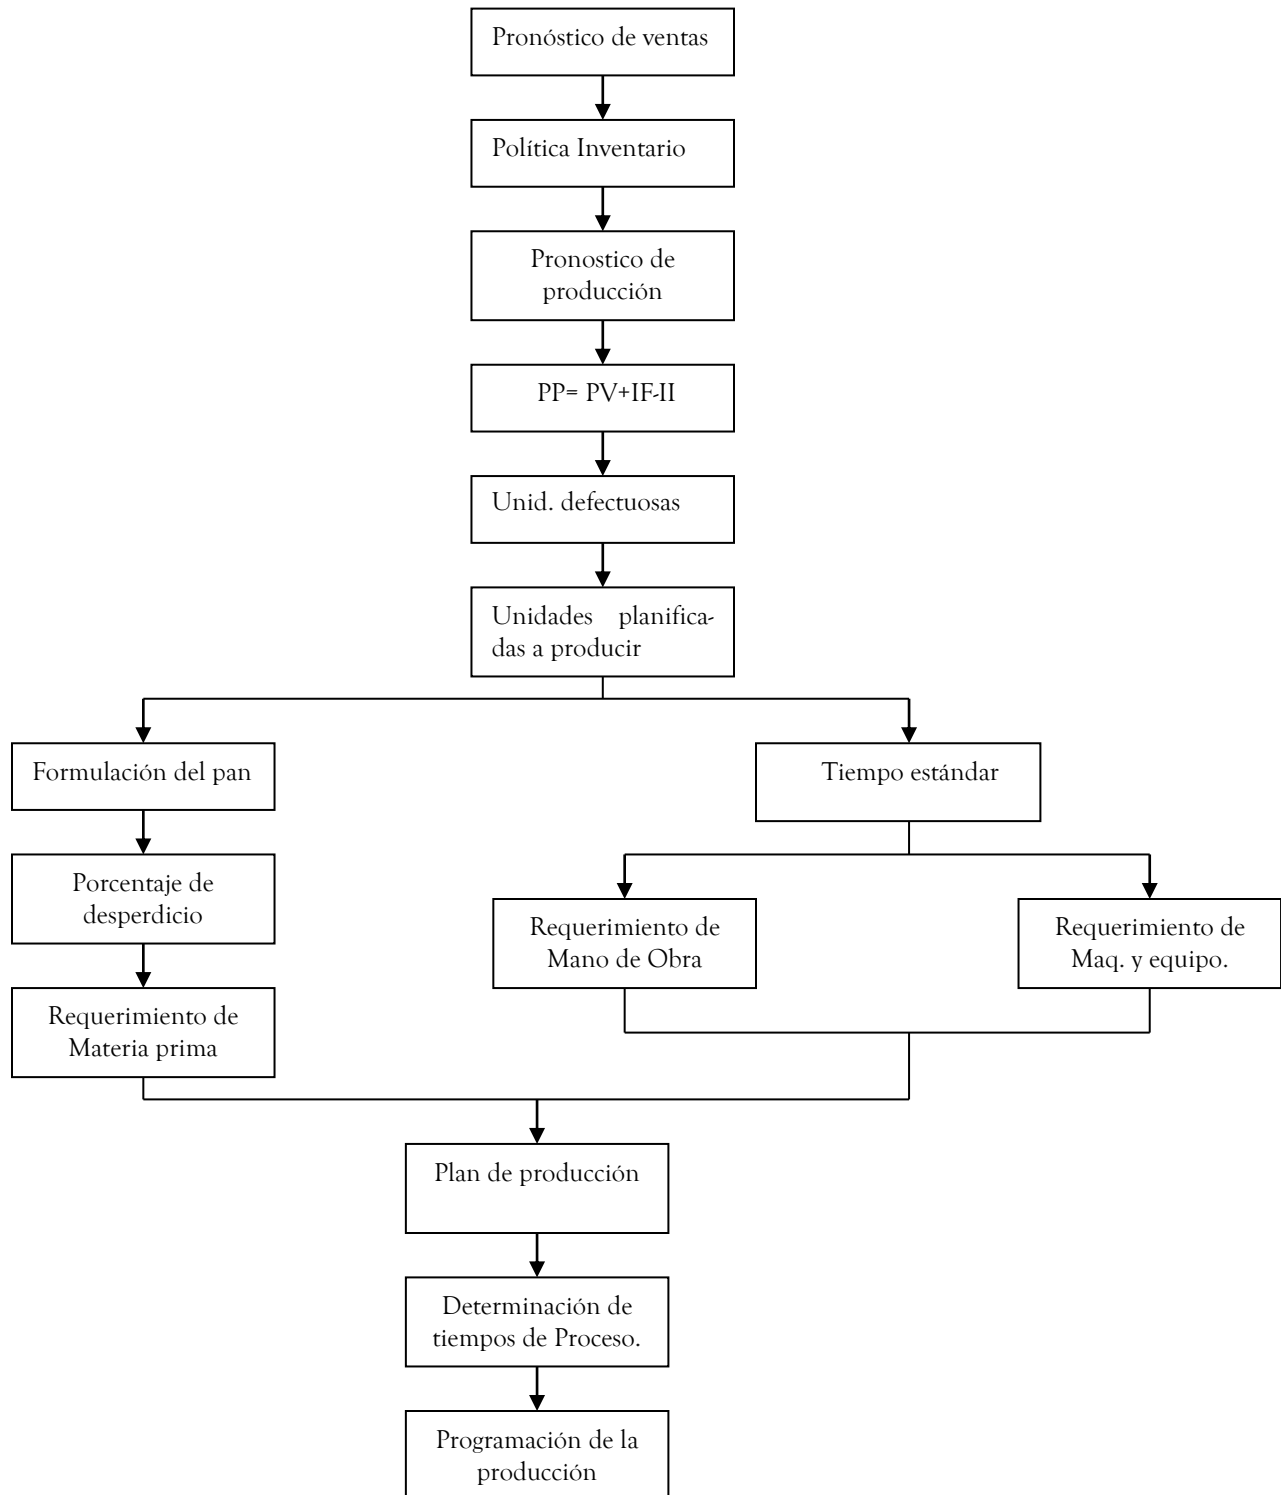 Pronóstico de ventas
Política Inventario
Pronostico de
producción
PP= PV+IF-II
Unid. defectuosas
Unidades planifica-
das a producir
Formulación del pan
Tiempo estándar
Porcentaje de
desperdicio
Requerimiento de
Mano de Obra
Requerimiento de
Maq. y equipo.
Requerimiento de
Materia prima
Plan de producción
Determinación de
tiempos de Proceso.
Programación de la
producción